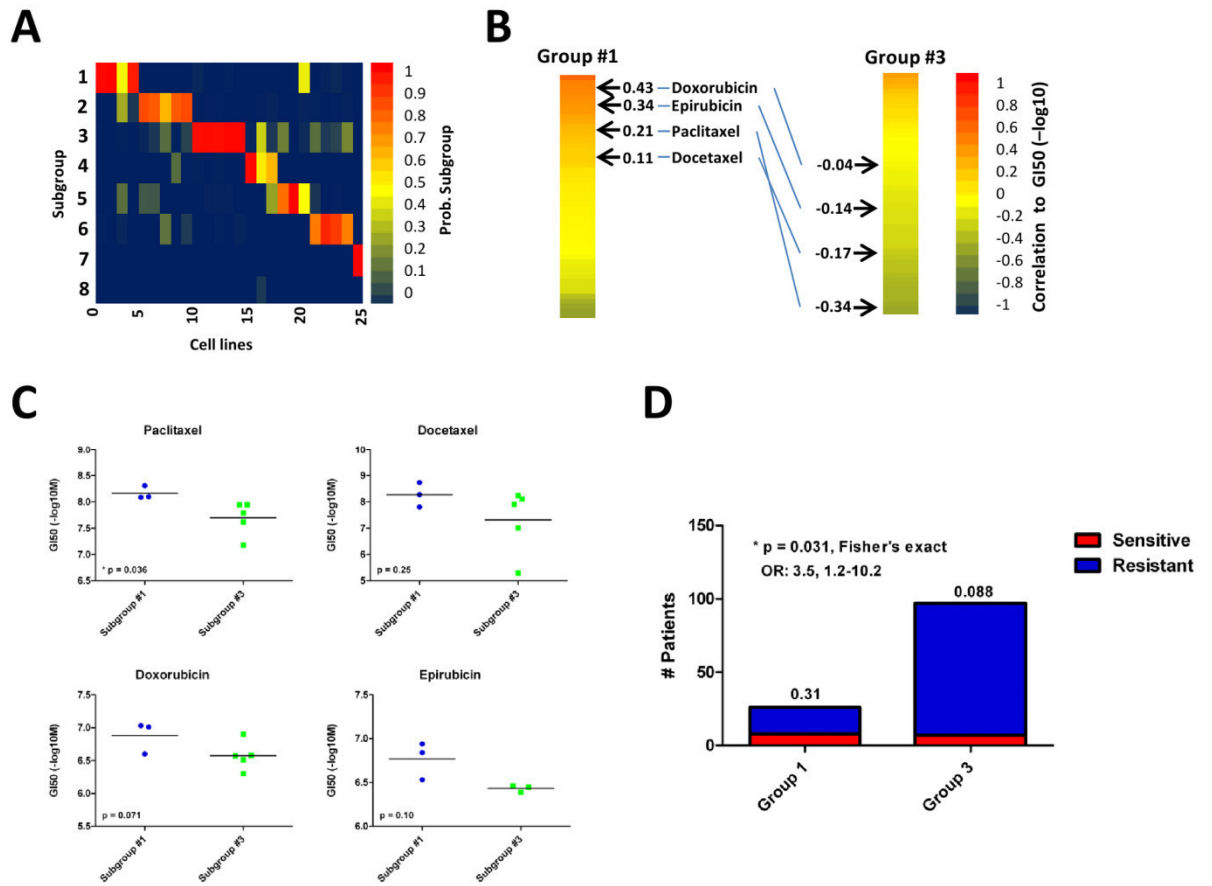 A
1
2
3
4
5
6
7
8
Subgroup
0
5
10
15
20
25
Cell lines
1
0.9
0.8
0.7
0.6
0.5
0.4
0.3
0.2
0.1
0
Prob. Subgroup
B
Group #1
Group #3
0.43 Doxorubicin
0.34 Epirubicin
0.21 Paclitaxel
0.11 Docetaxel
-0.04
-0.14
-0.17
-0.34
1
0.8
0.6
0.4
0.2
0
-0.2
-0.4
-0.6
-0.8
-1
Correlation to GI50 (–log10)
C
Paclitaxel
GI50 (-log10M)
9.0
8.5
8.0
7.5
7.0
6.5
* p = 0.036
Subgroup #1
Subgroup #3
Docetaxel
GI50 (-log10M)
10
9
8
7
6
5
p = 0.25
Subgroup #1
Subgroup #3
Doxorubicin
GI50 (-log10M)
7.5
7.0
6.5
6.0
5.5
p = 0.071
Subgroup #1
Subgroup #3
Epirubicin
GI50 (-log10M)
7.5
7.0
6.5
6.0
p = 0.10
Subgroup #1
Subgroup #3
D
# Patients
150
100
50
0
* p = 0.031, Fisher's exact
OR: 3.5, 1.2-10.2
0.31
0.088
Group 1
Group 3
Sensitive
Resistant